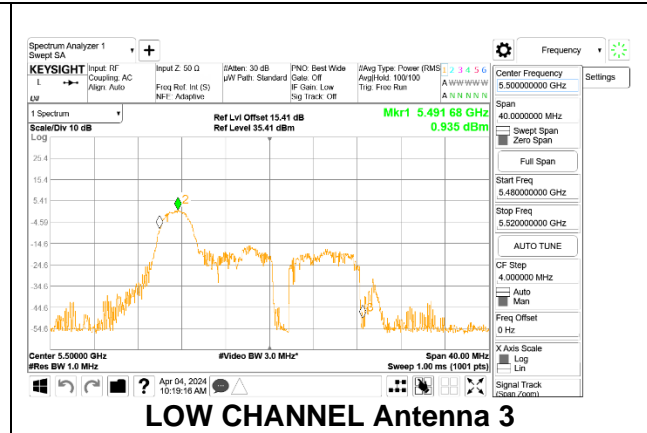 Spectrum Analyzer 1
Swept SA
Frequency
KEYSIGHT
Input: RF
Coupling: AC
Align: Auto
Input Z: 50 Ω
Freq Ref: Int (S)
NFE: Adaptive
#Atten: 30 dB
µW Path: Standard
PNO: Best Wide
Gate: Off
IF Gain: Low
Sig Track: Off
#Avg Type: Power (RMS
Avg|Hold: 100/100
Trig: Free Run
1 2 3 4 5 6
A W W W W W
A N N N N N
Center Frequency
5.500000000 GHz
Settings
Span
40.0000000 MHz
Swept Span
Zero Span
Full Span
Start Freq
5.480000000 GHz
Stop Freq
5.520000000 GHz
AUTO TUNE
CF Step
4.000000 MHz
Auto
Man
Freq Offset
0 Hz
X Axis Scale
Log
Lin
Signal Track
(Span Zoom)
1 Spectrum
Scale/Div 10 dB
Log
Ref Lvl Offset 15.41 dB
Ref Level 35.41 dBm
Mkr1 5.491 68 GHz
0.935 dBm
25.4
15.4
5.41
-4.59
-14.6
-24.6
-34.6
-44.6
-54.6
2
3
Center 5.50000 GHz
#Res BW 1.0 MHz
#Video BW 3.0 MHz*
Span 40.00 MHz
Sweep 1.00 ms (1001 pts)
?
Apr 04, 2024
10:19:16 AM
LOW CHANNEL Antenna 3